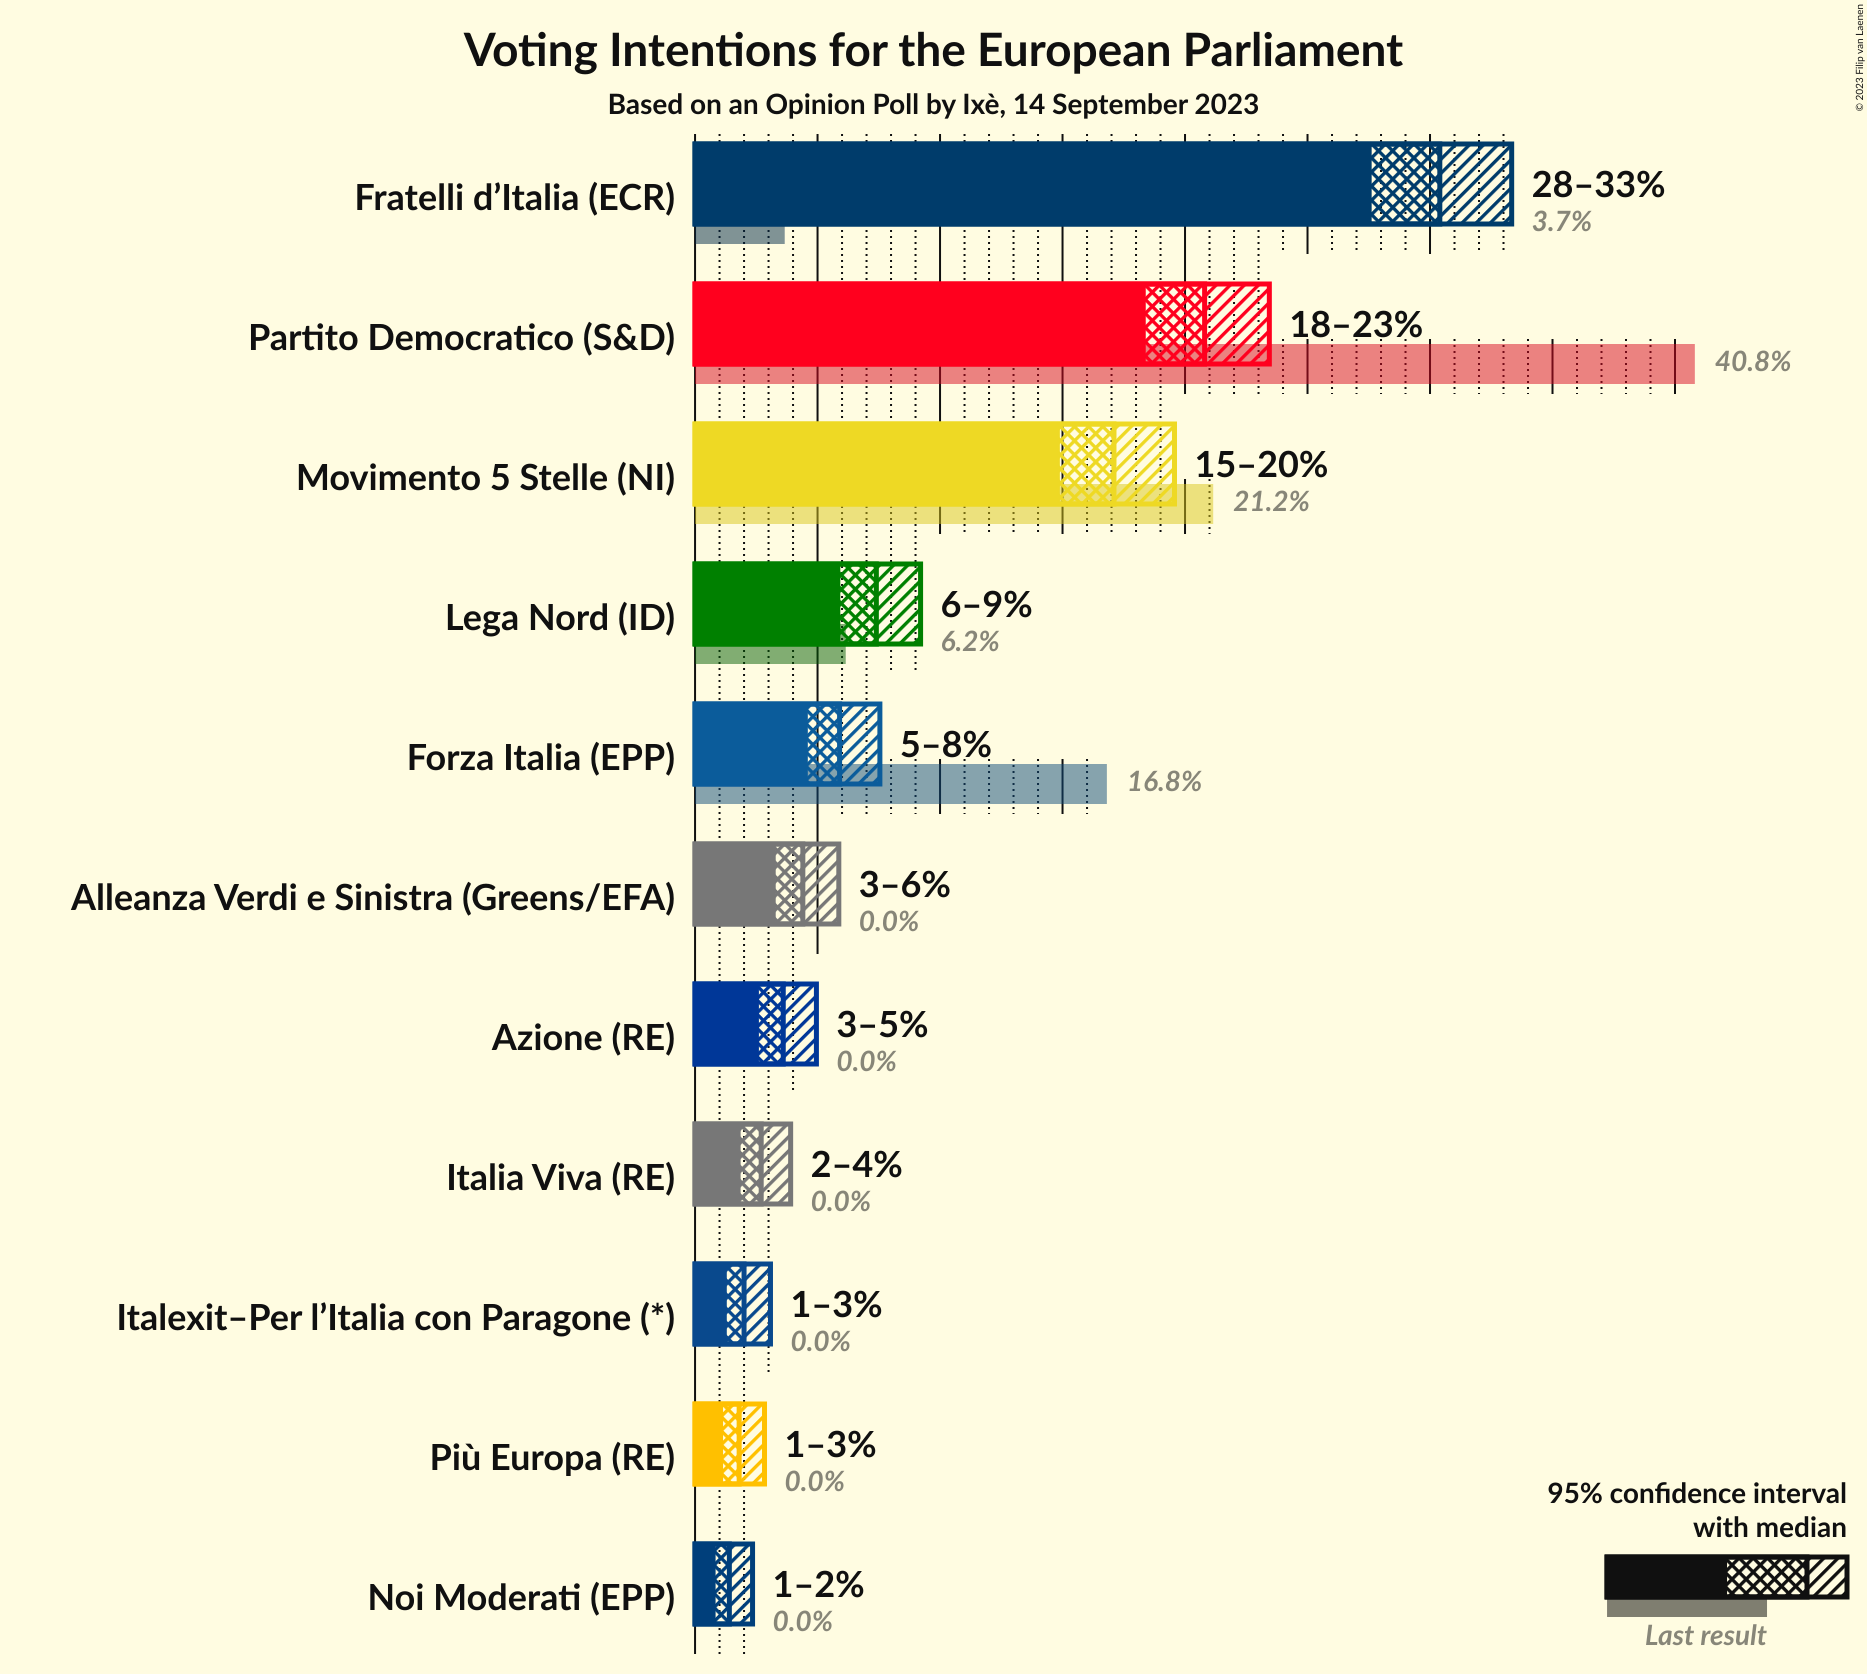 Voting Intentions for the European Parliament
Based on an Opinion Poll by Ixè, 14 September 2023
© 2023 Filip van Laenen
Fratelli d’Italia (ECR)
28–33%
3.7%
Partito Democratico (S&D)
18–23%
40.8%
Movimento 5 Stelle (NI)
15–20%
21.2%
Lega Nord (ID)
6–9%
6.2%
Forza Italia (EPP)
5–8%
16.8%
Alleanza Verdi e Sinistra (Greens/EFA)
3–6%
0.0%
Azione (RE)
3–5%
0.0%
Italia Viva (RE)
2–4%
0.0%
Italexit–Per l’Italia con Paragone (*)
1–3%
0.0%
Più Europa (RE)
1–3%
0.0%
Noi Moderati (EPP)
1–2%
0.0%
95% confidence interval
with median
Last result